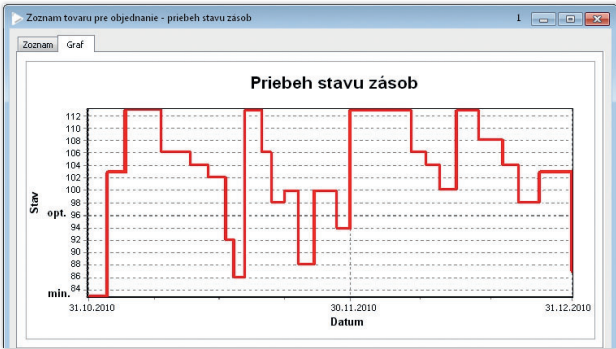 Zoznam tovaru pre objednanie - priebeh stavu zásob 1
Zoznam Graf
Priebeh stavu zásob
112
110
108
106
104
102
100
98
opt. 96
94
92
90
88
86
84
min.
Stav
31.10.2010 30.11.2010 31.12.2010
Datum